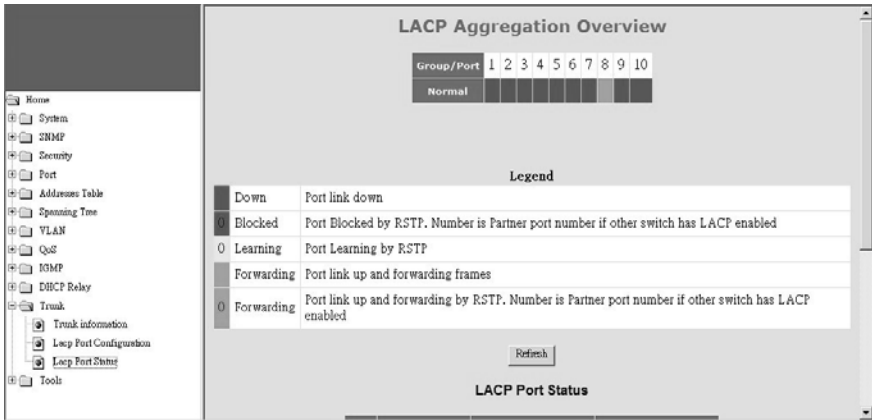 Home
System
SNMP
Security
Port
Addresses Table
Spanning Tree
VLAN
QoS
IGMP
DHCP Relay
Trunk
Trunk information
Lacp Port Configuration
Lacp Port Status
Tools
LACP Aggregation Overview
Group/Port 1 2 3 4 5 6 7 8 9 10
Normal
Legend
Down Port link down
0 Blocked Port Blocked by RSTP. Number is Partner port number if other switch has LACP enabled
0 Learning Port Learning by RSTP
Forwarding Port link up and forwarding frames
0 Forwarding Port link up and forwarding by RSTP. Number is Partner port number if other switch has LACP
enabled
Refresh
LACP Port Status